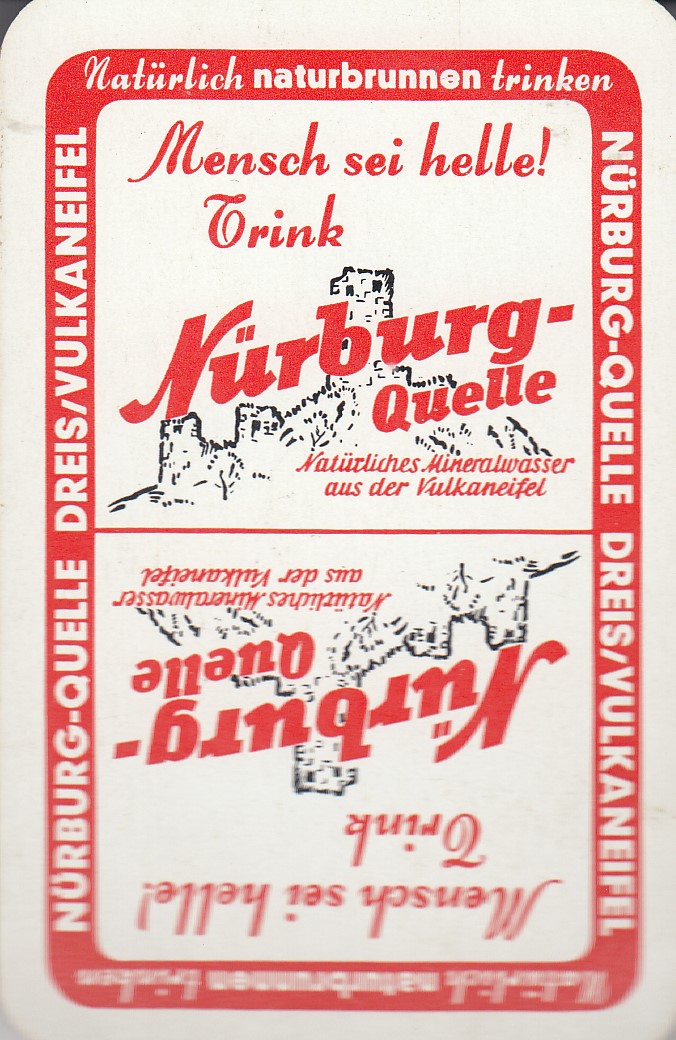 Natürlich naturbrunnen trinken
Mensch sei helle!
Trink
Nürburg-
Quelle
Natürliches Mineralwasser
aus der Vulkaneifel
NÜRBURG-QUELLE DREIS/VULKANEIFEL
NÜRBURG-QUELLE DREIS/VULKANEIFEL
Natürlich naturbrunnen trinken
Mensch sei helle!
Trink
Nürburg-
Quelle
Natürliches Mineralwasser
aus der Vulkaneifel